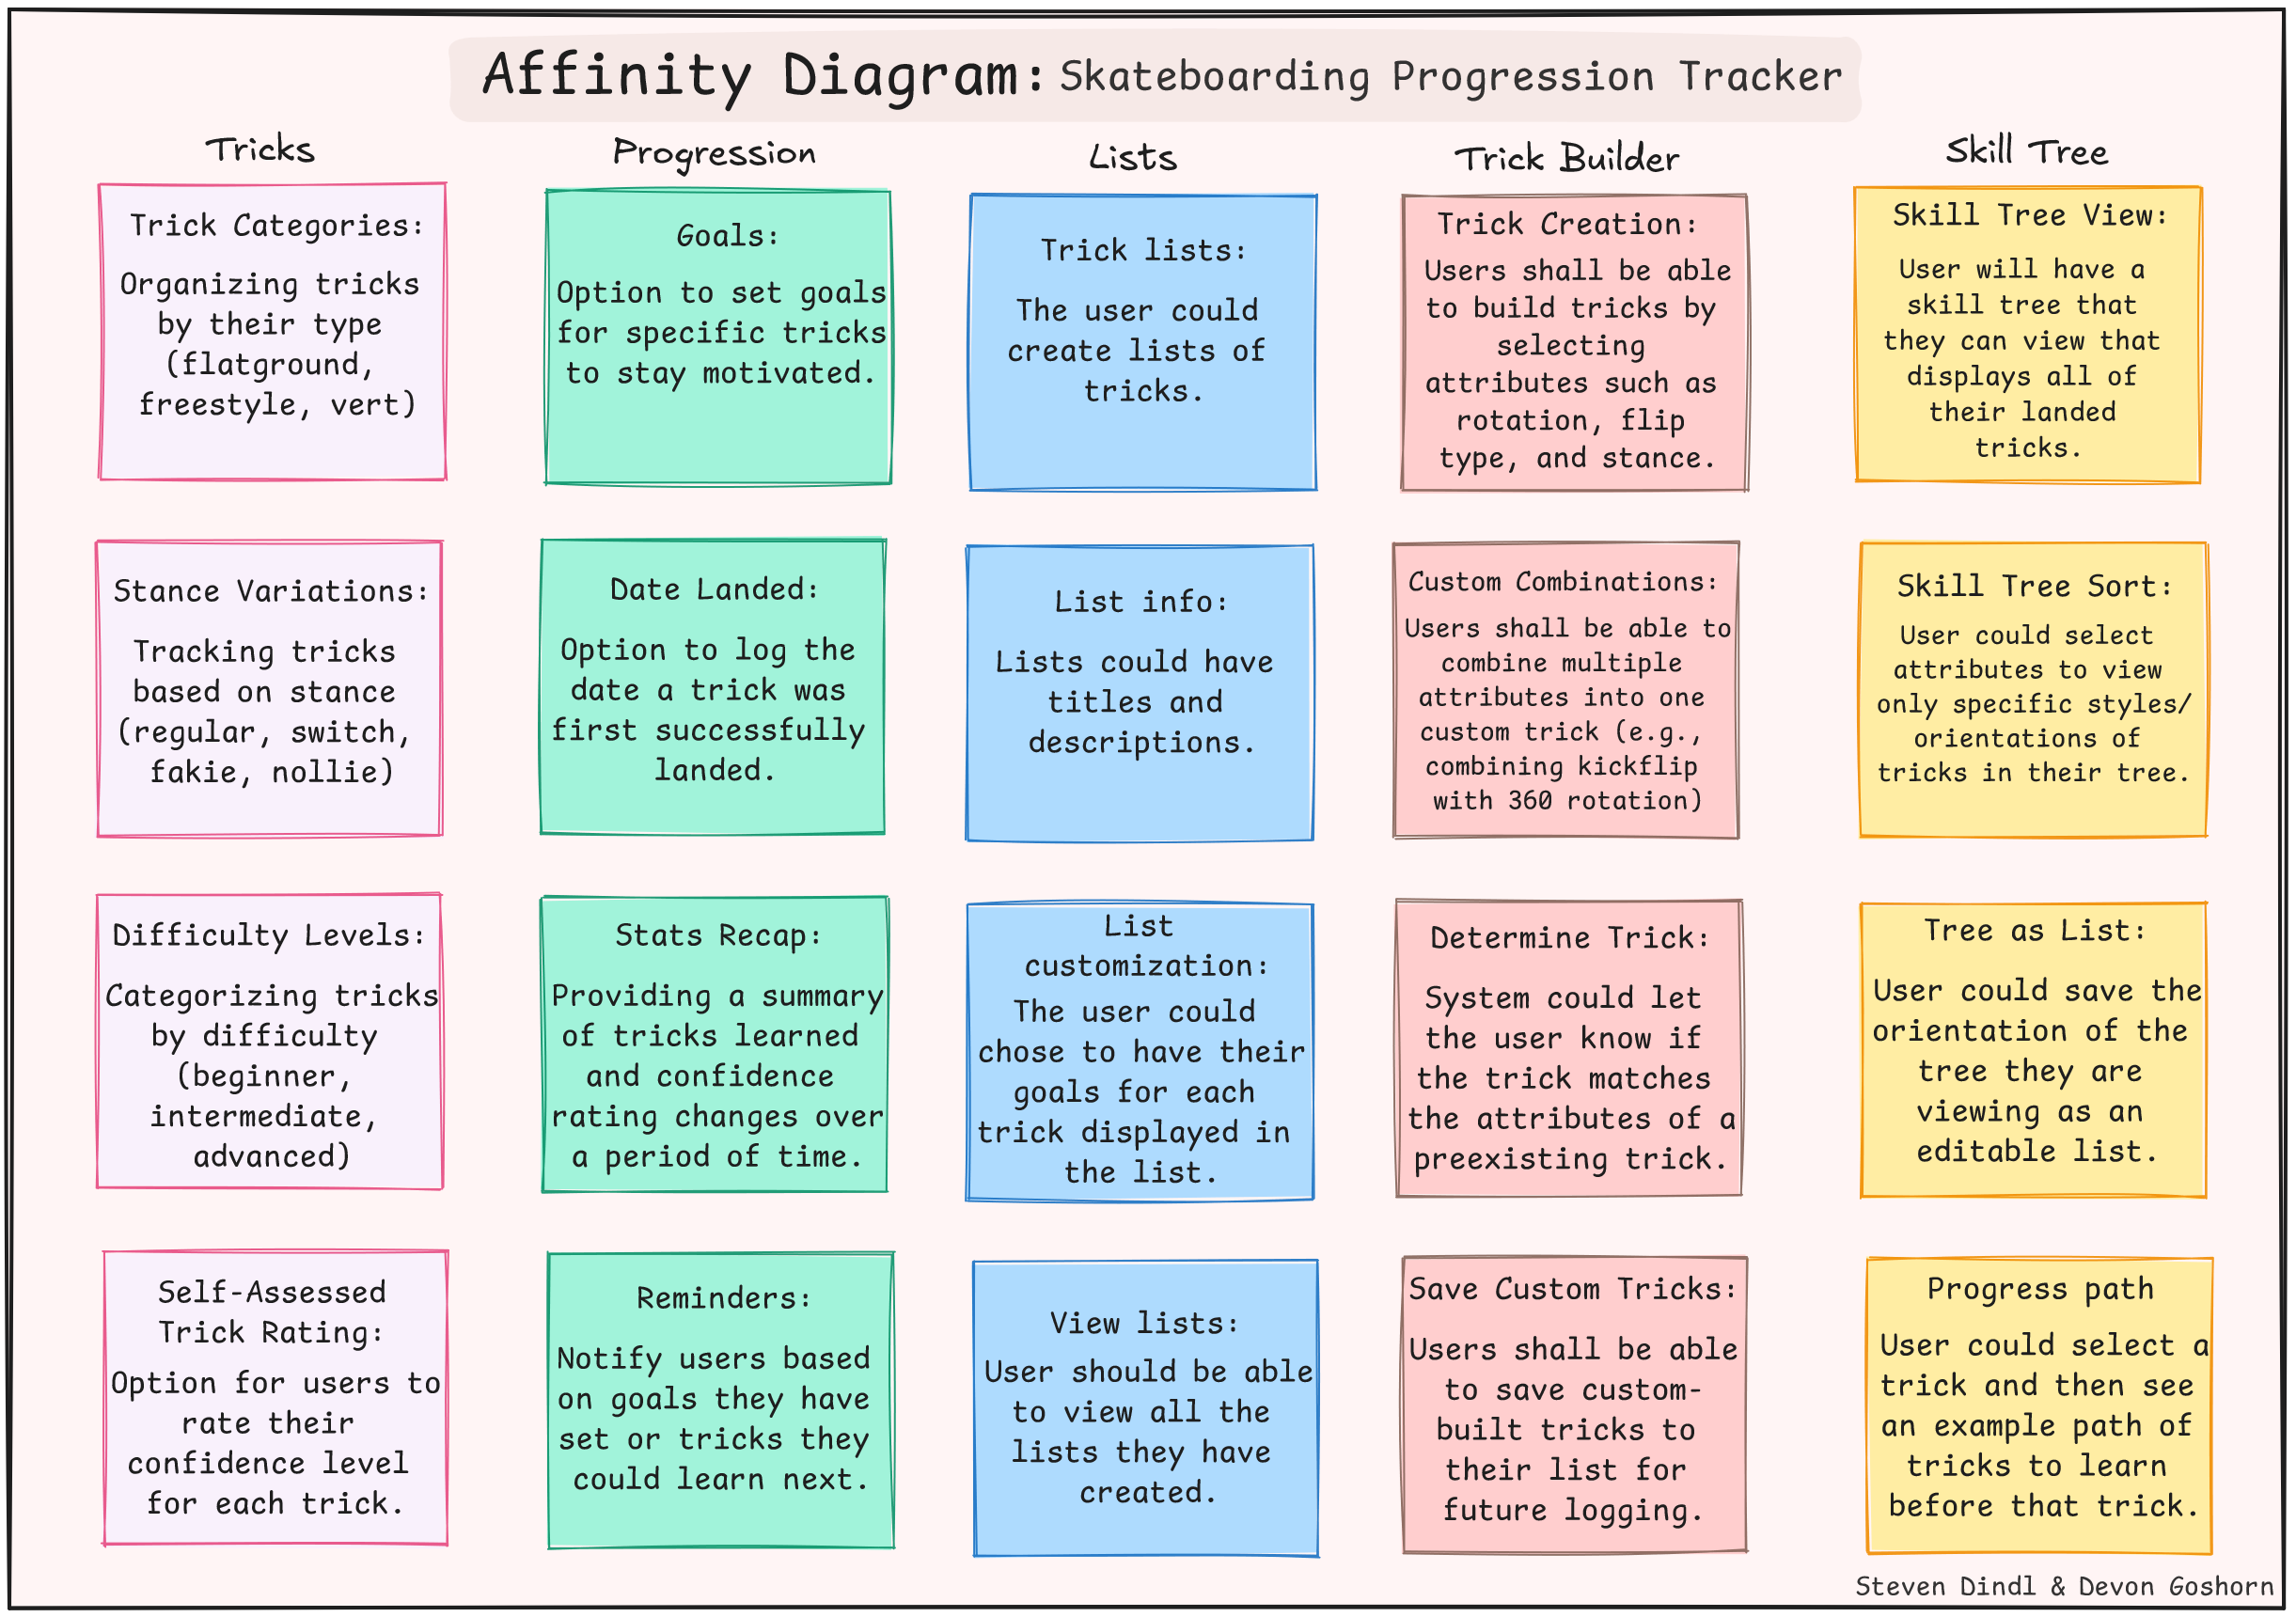 Affinity Diagram: Skateboarding Progression Tracker
Tricks
Trick Categories:
Organizing tricks
by their type
(flatground,
freestyle, vert)
Stance Variations:
Tracking tricks
based on stance
(regular, switch,
fakie, nollie)
Difficulty Levels:
Categorizing tricks
by difficulty
(beginner,
intermediate,
advanced)
Self-Assessed
Trick Rating:
Option for users to
rate their
confidence level
for each trick.
Progression
Goals:
Option to set goals
for specific tricks
to stay motivated.
Date Landed:
Option to log the
date a trick was
first successfully
landed.
Stats Recap:
Providing a summary
of tricks learned
and confidence
rating changes over
a period of time.
Reminders:
Notify users based
on goals they have
set or tricks they
could learn next.
Lists
Trick lists:
The user could
create lists of
tricks.
List info:
Lists could have
titles and
descriptions.
List
customization:
The user could
chose to have their
goals for each
trick displayed in
the list.
View lists:
User should be able
to view all the
lists they have
created.
Trick Builder
Trick Creation:
Users shall be able
to build tricks by
selecting
attributes such as
rotation, flip
type, and stance.
Custom Combinations:
Users shall be able to
combine multiple
attributes into one
custom trick (e.g.,
combining kickflip
with 360 rotation)
Determine Trick:
System could let
the user know if
the trick matches
the attributes of a
preexisting trick.
Save Custom Tricks:
Users shall be able
to save custom-
built tricks to
their list for
future logging.
Skill Tree
Skill Tree View:
User will have a
skill tree that
they can view that
displays all of
their landed
tricks.
Skill Tree Sort:
User could select
attributes to view
only specific styles/
orientations of
tricks in their tree.
Tree as List:
User could save the
orientation of the
tree they are
viewing as an
editable list.
Progress path
User could select a
trick and then see
an example path of
tricks to learn
before that trick.
Steven Dindl & Devon Goshorn